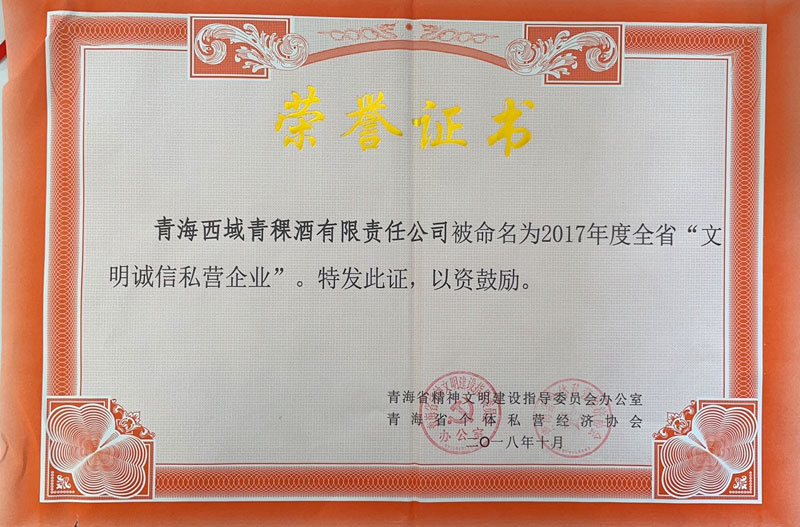 荣誉证书
青海西域青稞酒有限责任公司被命名为2017年度全省“文
明诚信私营企业”。特发此证，以资鼓励。
青海省精神文明建设指导委员会办公室
青海省个体私营经济协会
二〇一八年十月
办公室